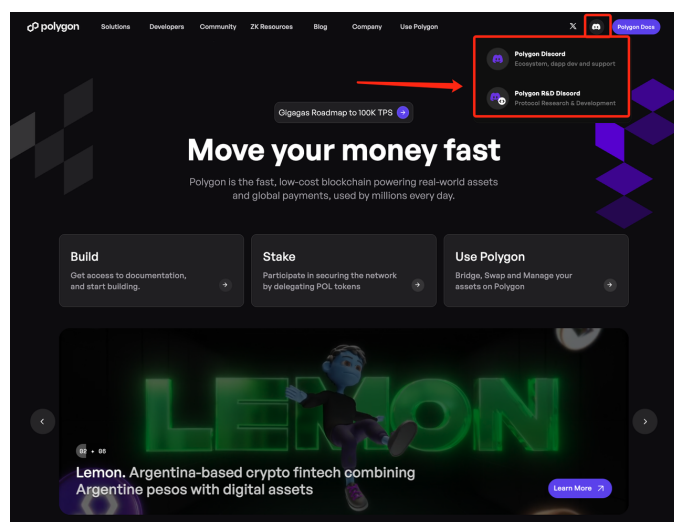 polygon
Solutions
Developers
Community
ZK Resources
Blog
Company
Use Polygon
Polygon Docs
Polygon Discord
Ecosystem, dapp dev and support
Polygon R&D Discord
Protocol Research & Development
Gigagas Roadmap to 100K TPS
Move your money fast
Polygon is the fast, low-cost blockchain powering real-world assets
and global payments, used by millions every day.
Build
Get access to documentation,
and start building.
Stake
Participate in securing the network
by delegating POL tokens
Use Polygon
Bridge, Swap and Manage your
assets on Polygon
LEMON
02 • 06
Lemon. Argentina-based crypto fintech combining
Argentine pesos with digital assets
Learn More